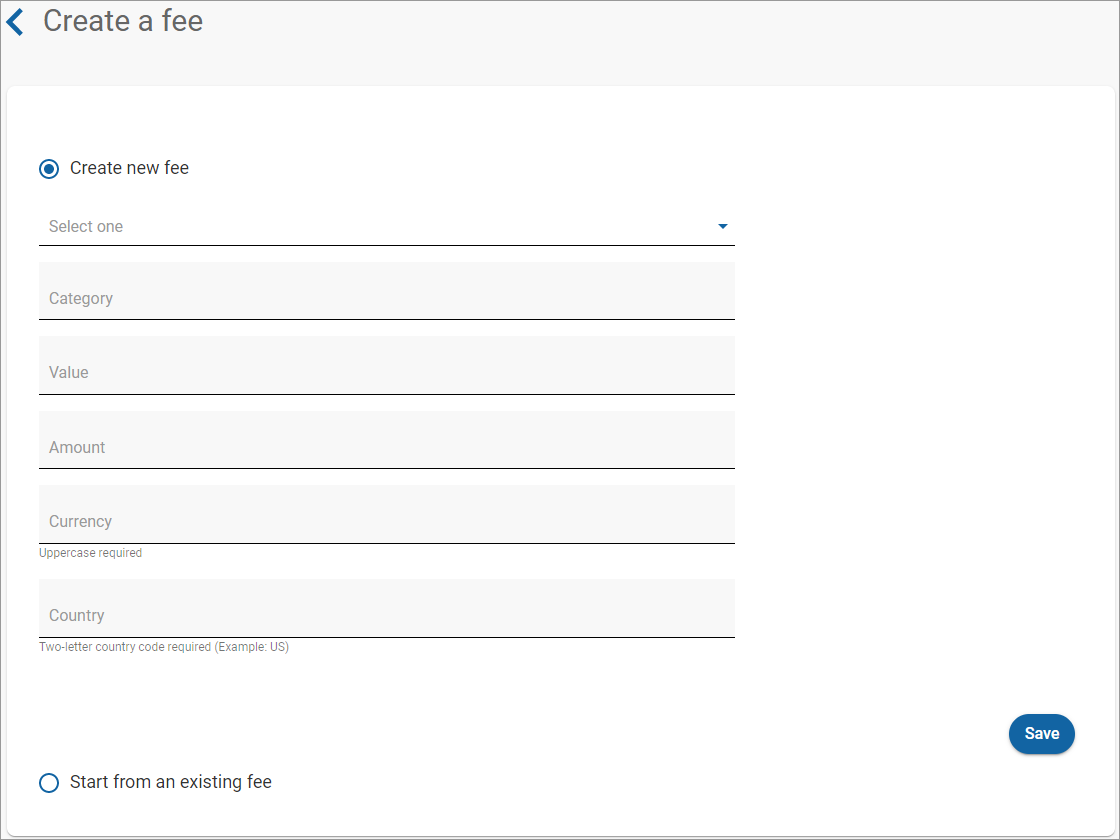 Create a fee
Create new fee
Select one
Category
Value
Amount
Currency
Uppercase required
Country
Two-letter country code required (Example: US)
Save
Start from an existing fee